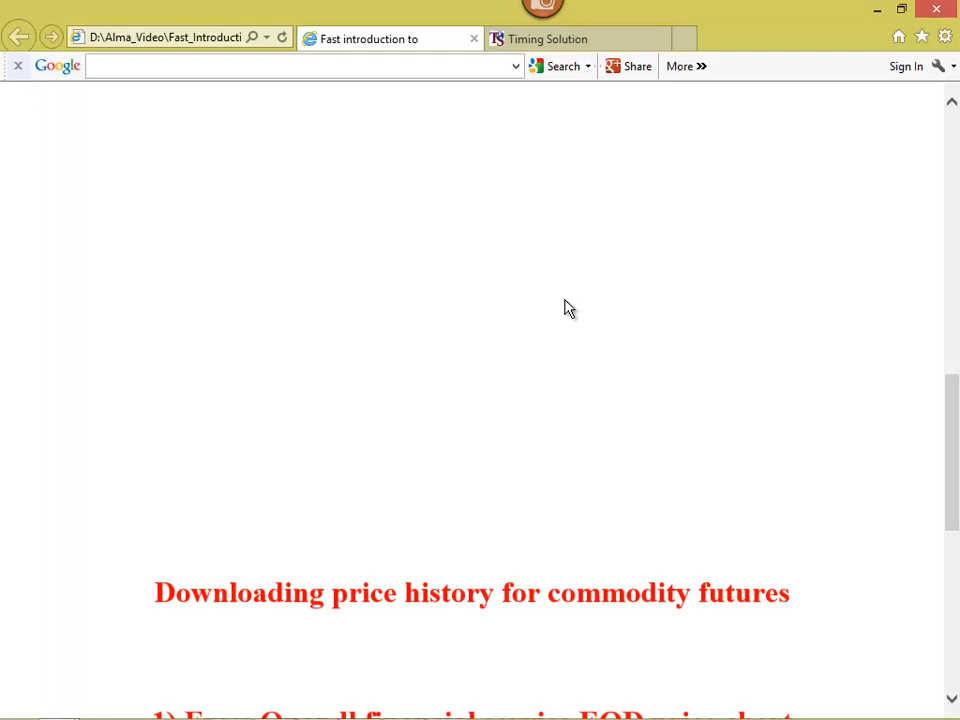 D:\Alma_Video\Fast_Introducti
Fast introduction to
Timing Solution
Google
Search
Share
More »
Sign In
Downloading price history for commodity futures